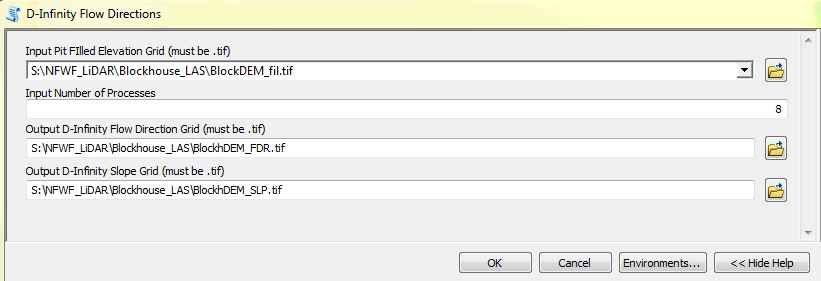 D-Infinity Flow Directions
Input Pit FIlled Elevation Grid (must be .tif)
S:\NFWF_LiDAR\Blockhouse_LAS\BlockDEM_fil.tif
Input Number of Processes
8
Output D-Infinity Flow Direction Grid (must be .tif)
S:\NFWF_LiDAR\Blockhouse_LAS\BlockhDEM_FDR.tif
Output D-Infinity Slope Grid (must be .tif)
S:\NFWF_LiDAR\Blockhouse_LAS\BlockhDEM_SLP.tif
OK Cancel Environments... << Hide Help